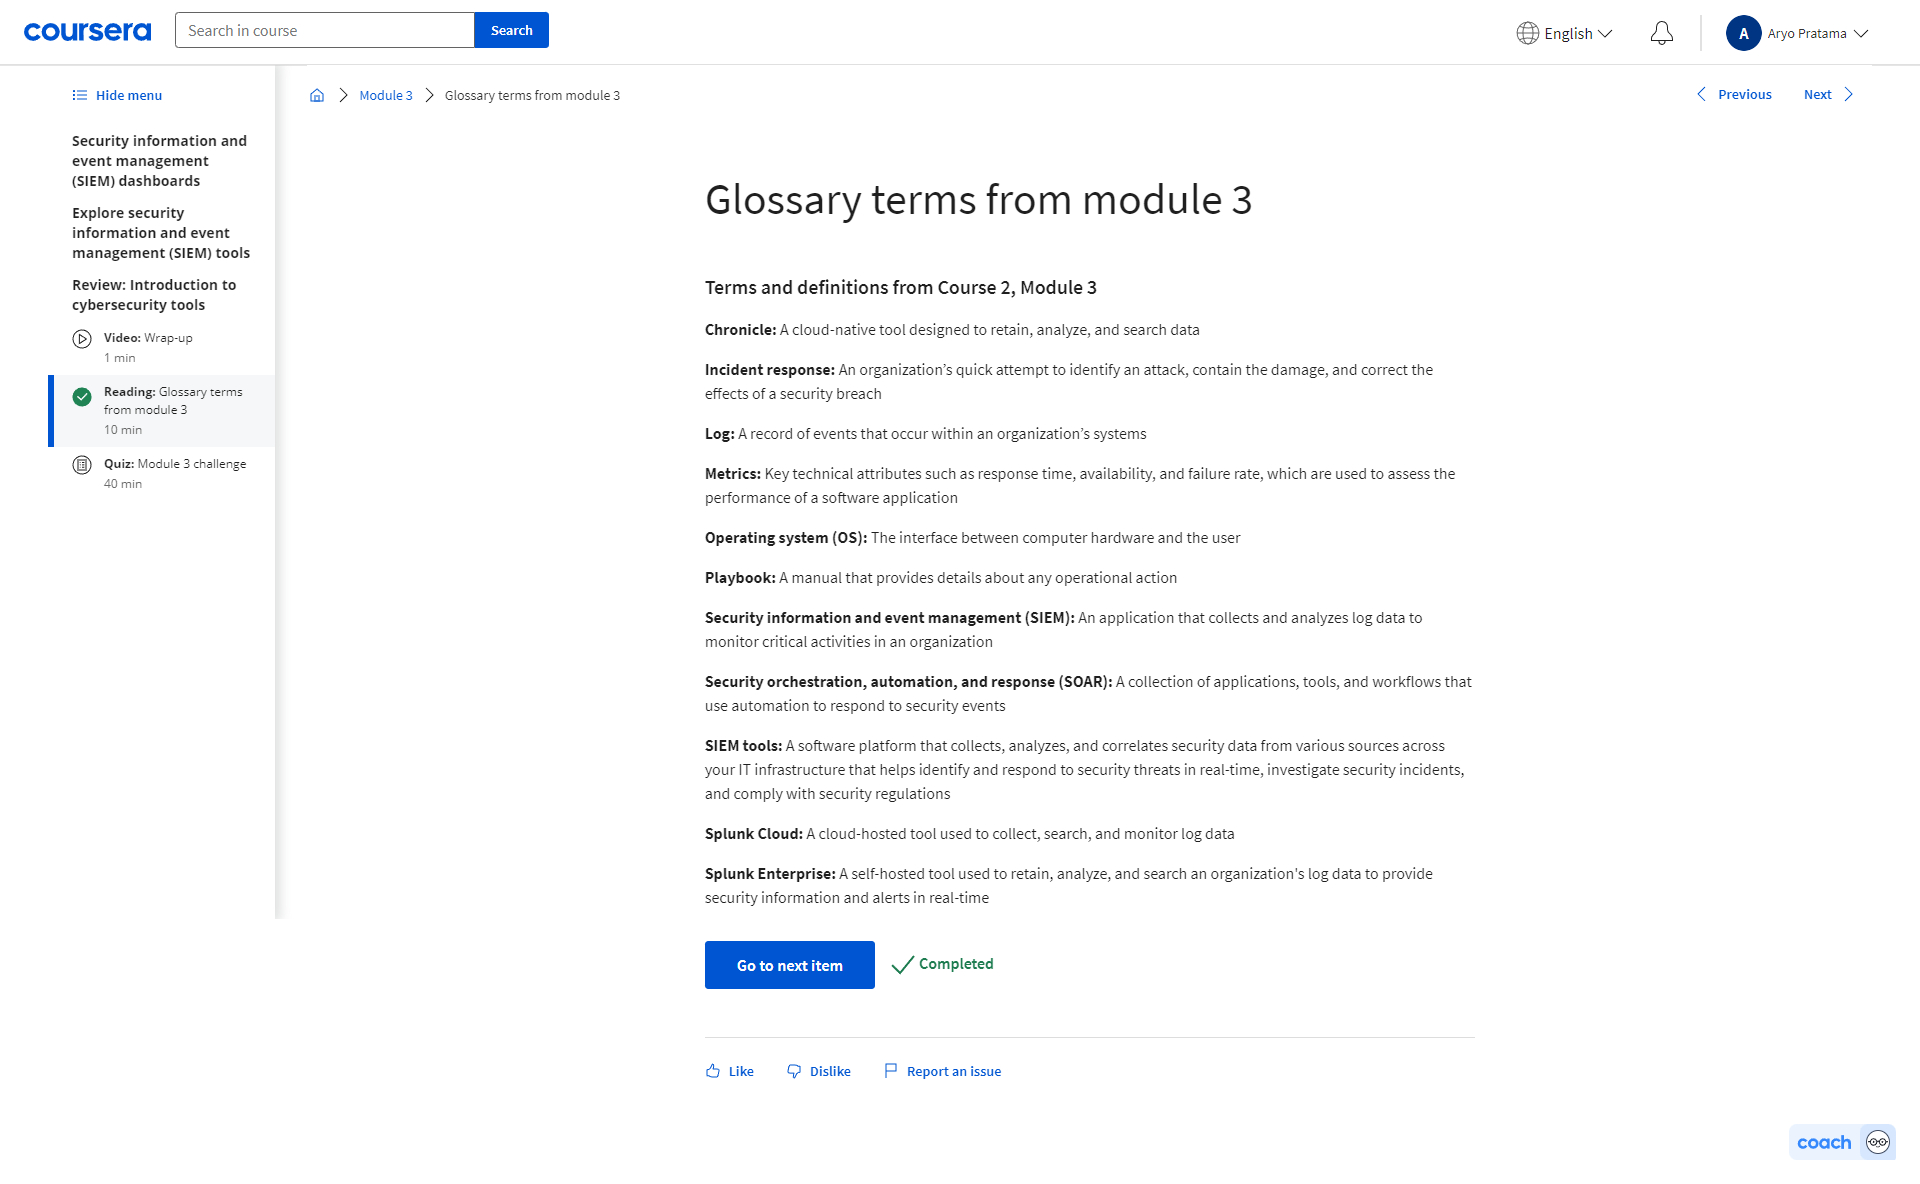 coursera
Search in course
Search
English
A
Aryo Pratama
Hide menu
Security information and
event management
(SIEM) dashboards
Explore security
information and event
management (SIEM) tools
Review: Introduction to
cybersecurity tools
Video: Wrap-up
1 min
Reading: Glossary terms
from module 3
10 min
Quiz: Module 3 challenge
40 min
Module 3
Glossary terms from module 3
Previous
Next
Glossary terms from module 3
Terms and definitions from Course 2, Module 3
Chronicle: A cloud-native tool designed to retain, analyze, and search data
Incident response: An organization’s quick attempt to identify an attack, contain the damage, and correct the
effects of a security breach
Log: A record of events that occur within an organization’s systems
Metrics: Key technical attributes such as response time, availability, and failure rate, which are used to assess the
performance of a software application
Operating system (OS): The interface between computer hardware and the user
Playbook: A manual that provides details about any operational action
Security information and event management (SIEM): An application that collects and analyzes log data to
monitor critical activities in an organization
Security orchestration, automation, and response (SOAR): A collection of applications, tools, and workflows that
use automation to respond to security events
SIEM tools: A software platform that collects, analyzes, and correlates security data from various sources across
your IT infrastructure that helps identify and respond to security threats in real-time, investigate security incidents,
and comply with security regulations
Splunk Cloud: A cloud-hosted tool used to collect, search, and monitor log data
Splunk Enterprise: A self-hosted tool used to retain, analyze, and search an organization's log data to provide
security information and alerts in real-time
Go to next item
Completed
Like
Dislike
Report an issue
coach